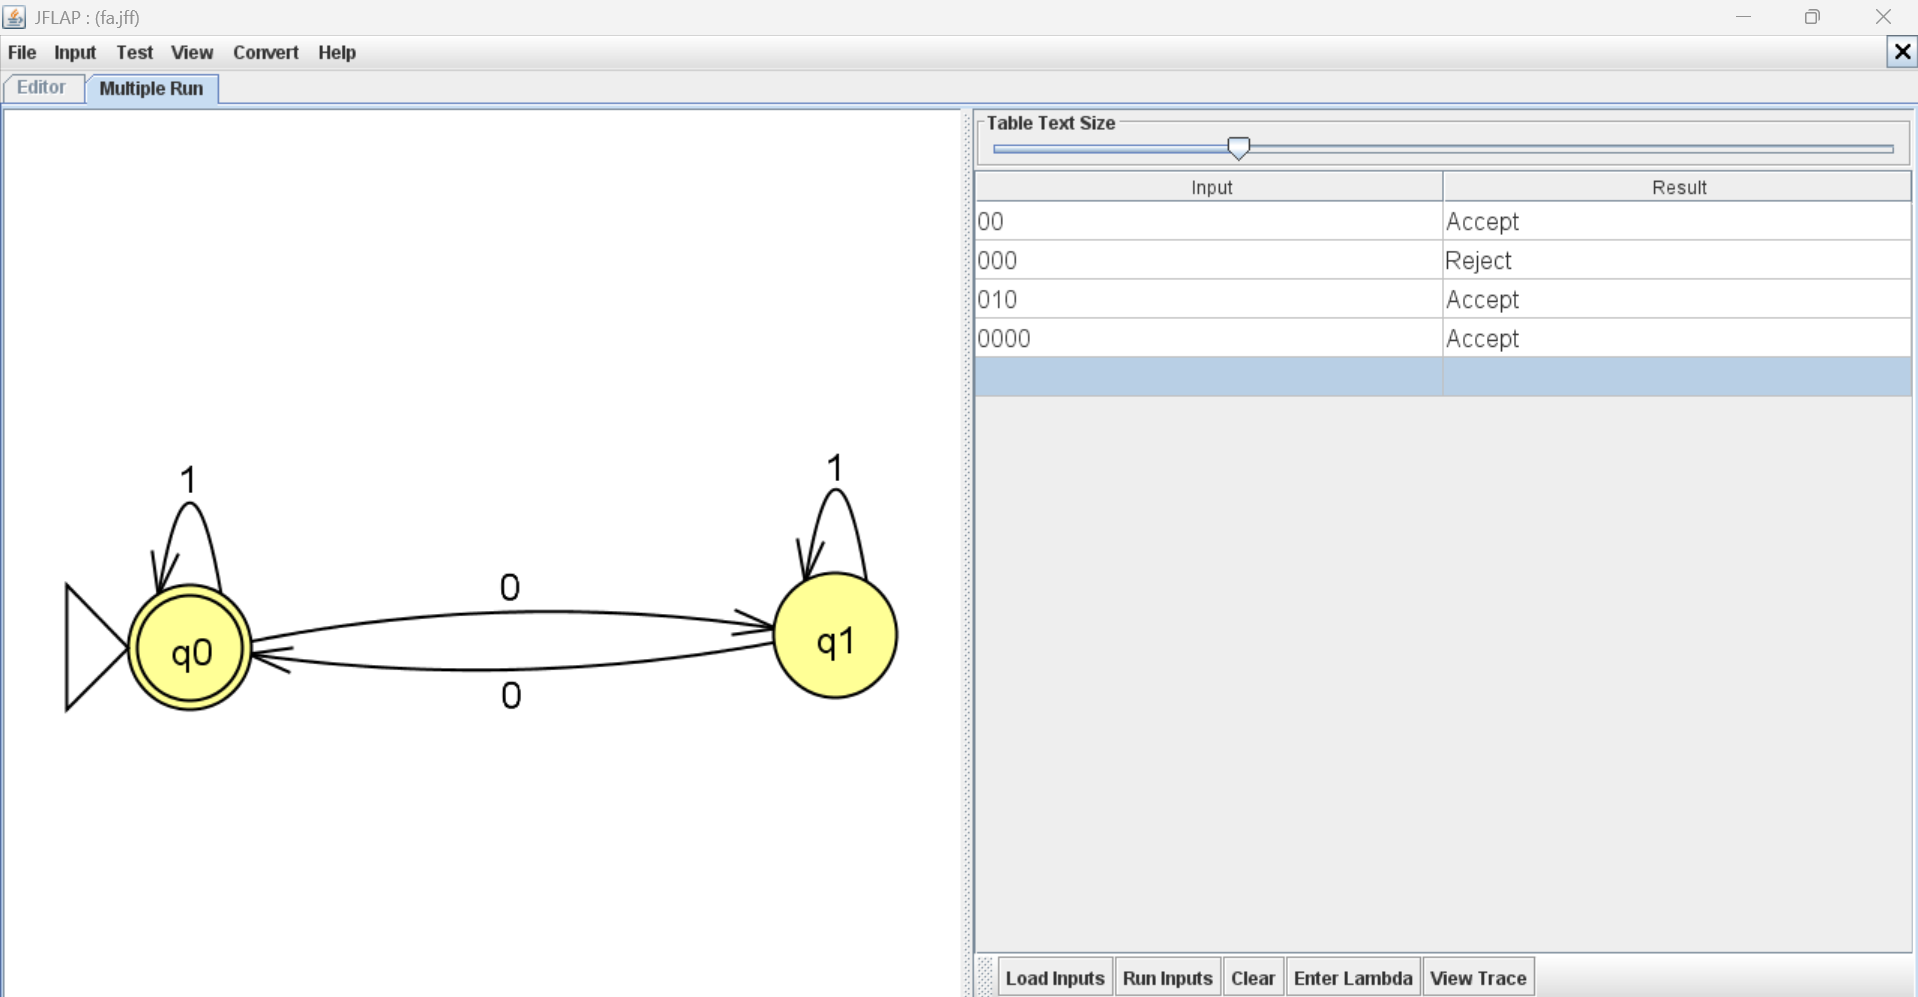 JFLAP : (fa.jff)
File Input Test View Convert Help
Editor Multiple Run
Table Text Size
Input Result
00 Accept
000 Reject
010 Accept
0000 Accept
1 1
0
q0 q1
0
Load Inputs Run Inputs Clear Enter Lambda View Trace